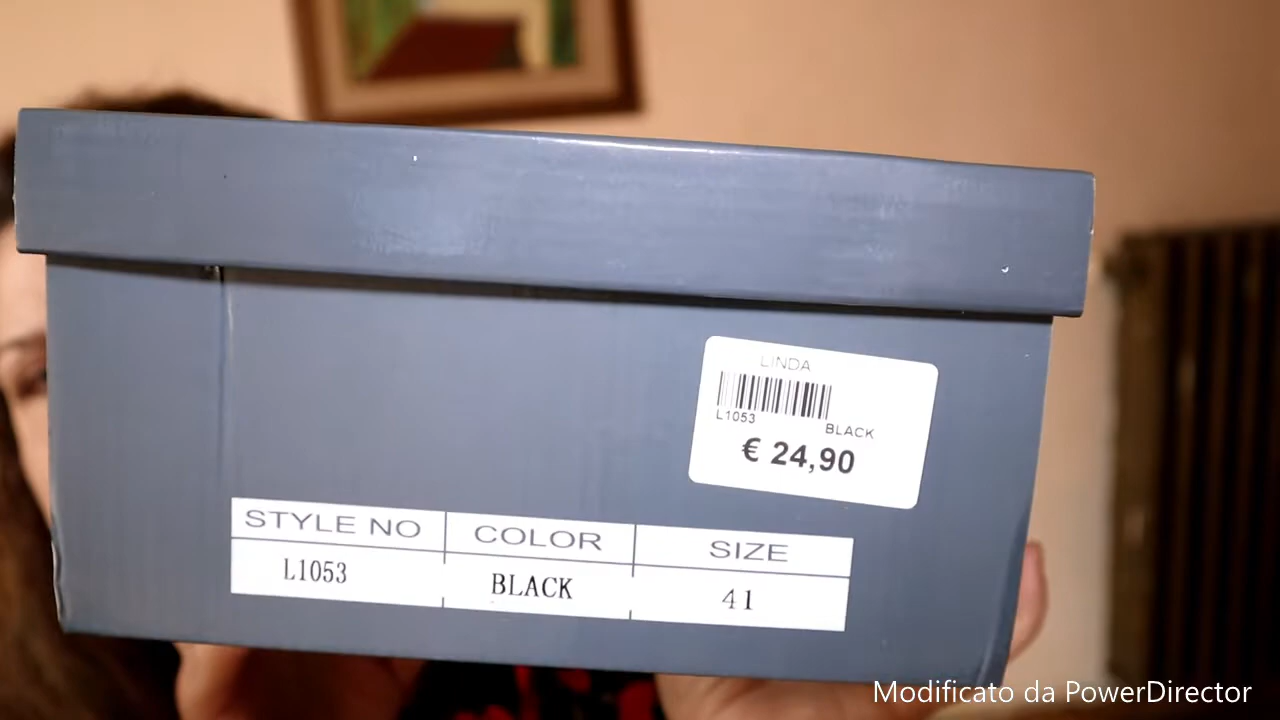 LINDA
L1053
BLACK
€ 24,90
STYLE NO COLOR SIZE
L1053 BLACK 41
Modificato da PowerDirector